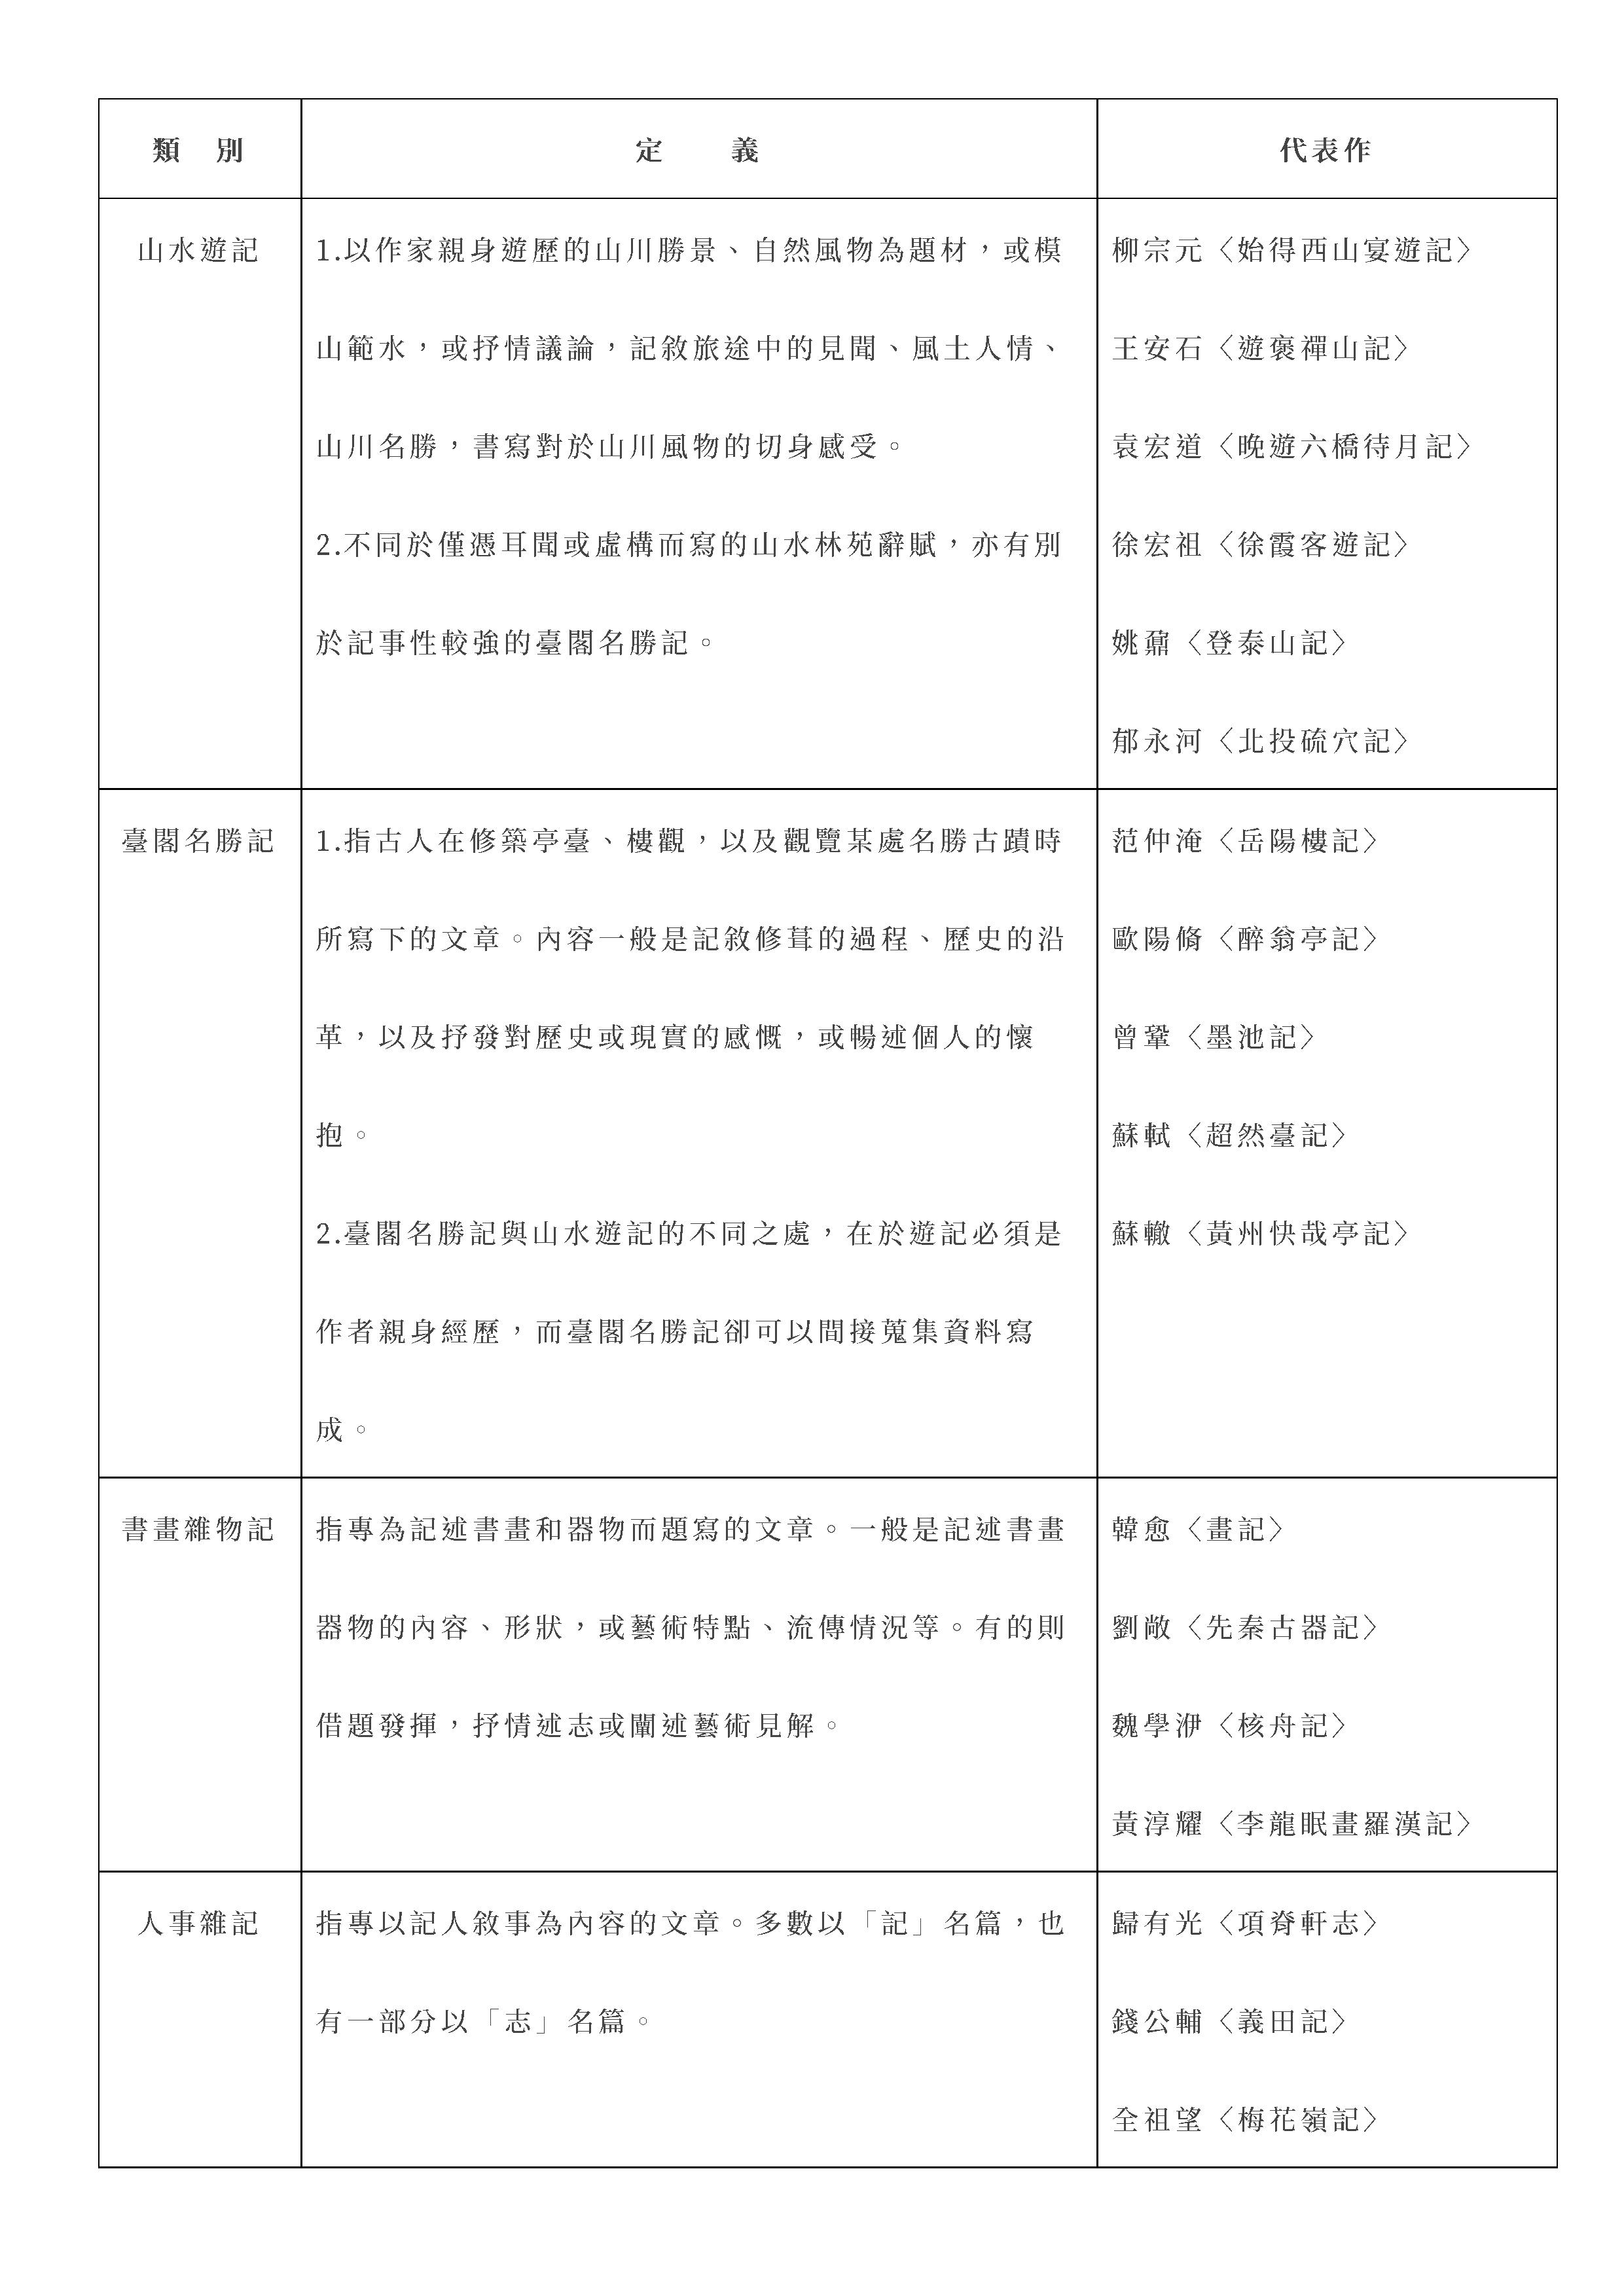 類　別
定　　義
代表作
山水遊記
1.以作家親身遊歷的山川勝景、自然風物為題材，或模
山範水，或抒情議論，記敘旅途中的見聞、風土人情、
山川名勝，書寫對於山川風物的切身感受。
2.不同於僅憑耳聞或虛構而寫的山水林苑辭賦，亦有別
於記事性較強的臺閣名勝記。
柳宗元〈始得西山宴遊記〉
王安石〈遊褒禪山記〉
袁宏道〈晚遊六橋待月記〉
徐宏祖〈徐霞客遊記〉
姚鼐〈登泰山記〉
郁永河〈北投硫穴記〉
臺閣名勝記
1.指古人在修築亭臺、樓觀，以及觀覽某處名勝古蹟時
所寫下的文章。內容一般是記敘修葺的過程、歷史的沿
革，以及抒發對歷史或現實的感慨，或暢述個人的懷
抱。
2.臺閣名勝記與山水遊記的不同之處，在於遊記必須是
作者親身經歷，而臺閣名勝記卻可以間接蒐集資料寫
成。
范仲淹〈岳陽樓記〉
歐陽脩〈醉翁亭記〉
曾鞏〈墨池記〉
蘇軾〈超然臺記〉
蘇轍〈黃州快哉亭記〉
書畫雜物記
指專為記述書畫和器物而題寫的文章。一般是記述書畫
器物的內容、形狀，或藝術特點、流傳情況等。有的則
借題發揮，抒情述志或闡述藝術見解。
韓愈〈畫記〉
劉敞〈先秦古器記〉
魏學洢〈核舟記〉
黃淳耀〈李龍眠畫羅漢記〉
人事雜記
指專以記人敘事為內容的文章。多數以「記」名篇，也
有一部分以「志」名篇。
歸有光〈項脊軒志〉
錢公輔〈義田記〉
全祖望〈梅花嶺記〉